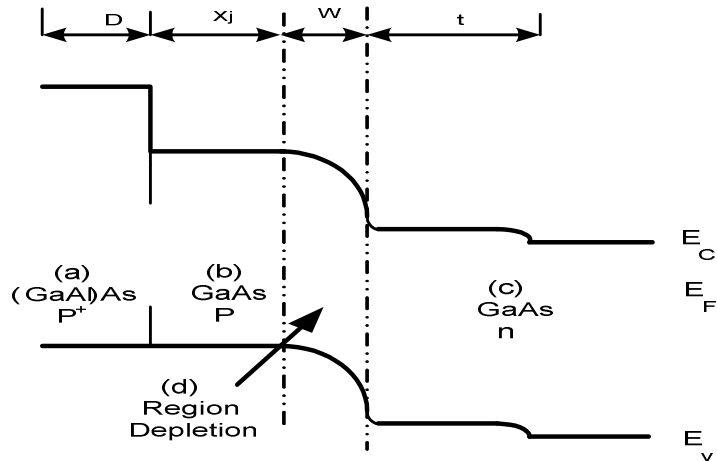 D
xj
W
t
(a)
(GaAl)As
P+
(b)
GaAs
P
(c)
GaAs
n
(d)
Region
Depletion
EC
EF
EV